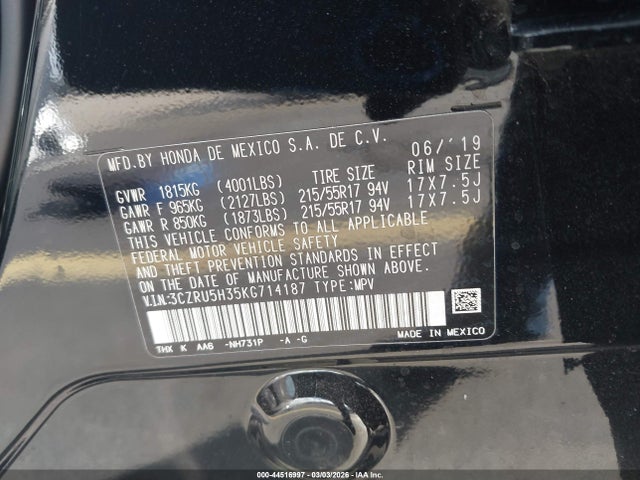 MFD.BY HONDA DE MEXICO S.A. DE C.V. 06/'19
GVWR 1815KG (4001LBS) TIRE SIZE RIM SIZE
GAWR F 965KG (2127LBS) 215/55R17 94V 17X7.5J
GAWR R 850KG (1873LBS) 215/55R17 94V 17X7.5J
THIS VEHICLE CONFORMS TO ALL APPLICABLE
FEDERAL MOTOR VEHICLE SAFETY
AND THEFT PREVENTION STANDARDS IN EFFECT
ON THE DATE OF MANUFACTURE SHOWN ABOVE.
V.I.N:3CZRU5H35KG714187 TYPE:MPV
THX K AA6 -NH731P -A -G MADE IN MEXICO
000-44516997 - 03/03/2026 - IAA Inc.